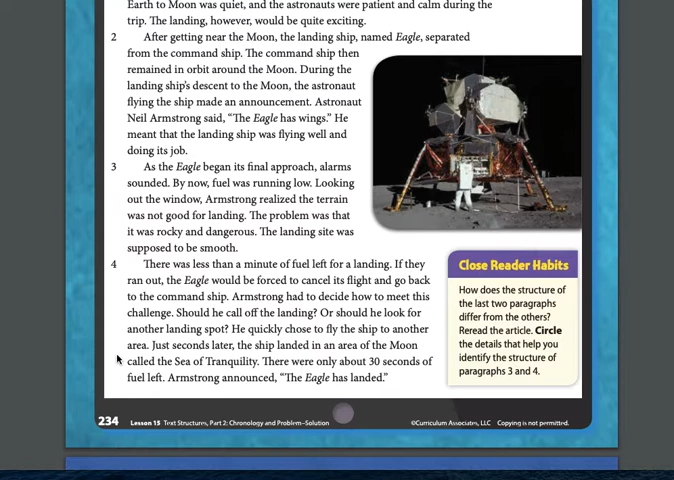 Earth to Moon was quiet, and the astronauts were patient and calm during the
trip. The landing, however, would be quite exciting.
2 After getting near the Moon, the landing ship, named Eagle, separated
from the command ship. The command ship then
remained in orbit around the Moon. During the
landing ship's descent to the Moon, the astronaut
flying the ship made an announcement. Astronaut
Neil Armstrong said, "The Eagle has wings." He
meant that the landing ship was flying well and
doing its job.
3 As the Eagle began its final approach, alarms
sounded. By now, fuel was running low. Looking
out the window, Armstrong realized the terrain
was not good for landing. The problem was that
it was rocky and dangerous. The landing site was
supposed to be smooth.
4 There was less than a minute of fuel left for a landing. If they
ran out, the Eagle would be forced to cancel its flight and go back
to the command ship. Armstrong had to decide how to meet this
challenge. Should he call off the landing? Or should he look for
another landing spot? He quickly chose to fly the ship to another
area. Just seconds later, the ship landed in an area of the Moon
called the Sea of Tranquility. There were only about 30 seconds of
fuel left. Armstrong announced, "The Eagle has landed."
Close Reader Habits
How does the structure of
the last two paragraphs
differ from the others?
Reread the article. Circle
the details that help you
identify the structure of
paragraphs 3 and 4.
234 Lesson 15 Text Structures, Part 2: Chronology and Problem–Solution
©Curriculum Associates, LLC Copying is not permitted.